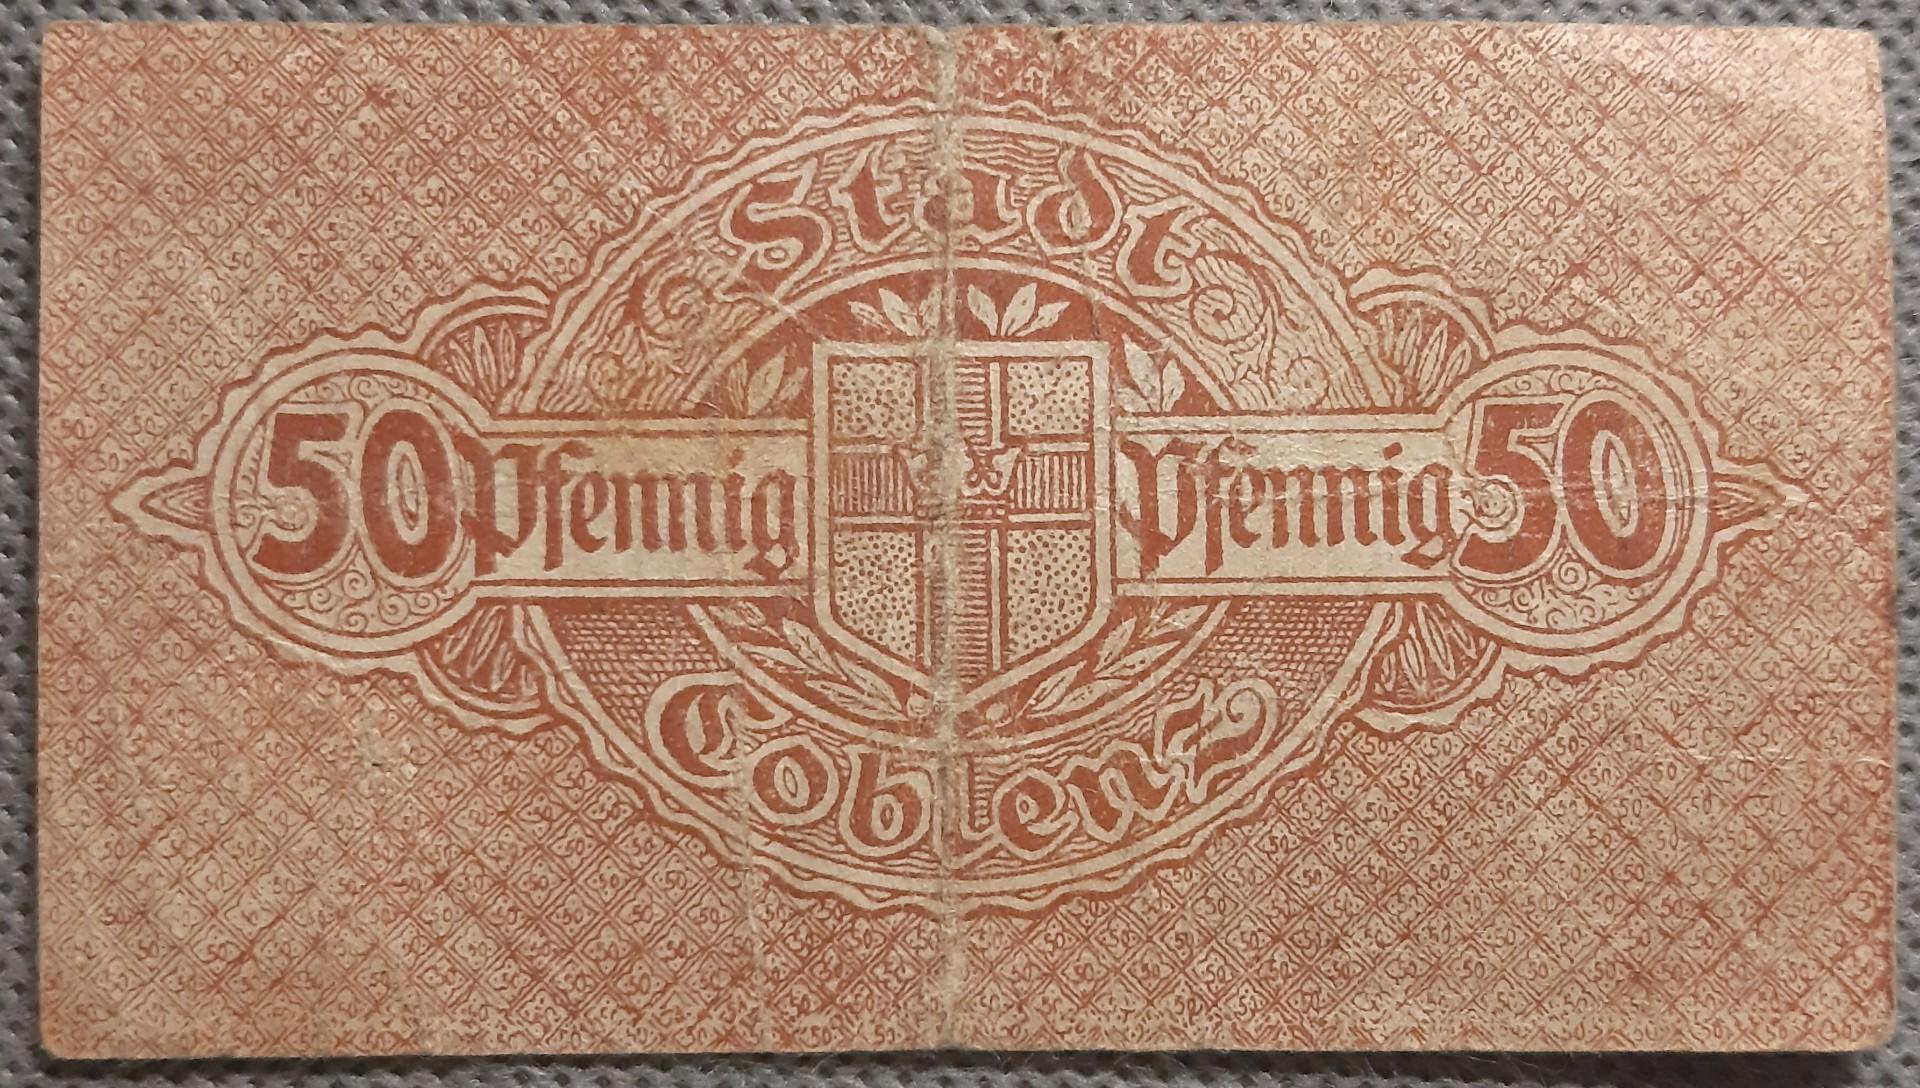 Stadt
50 Pfennig Pfennig 50
Coblenz